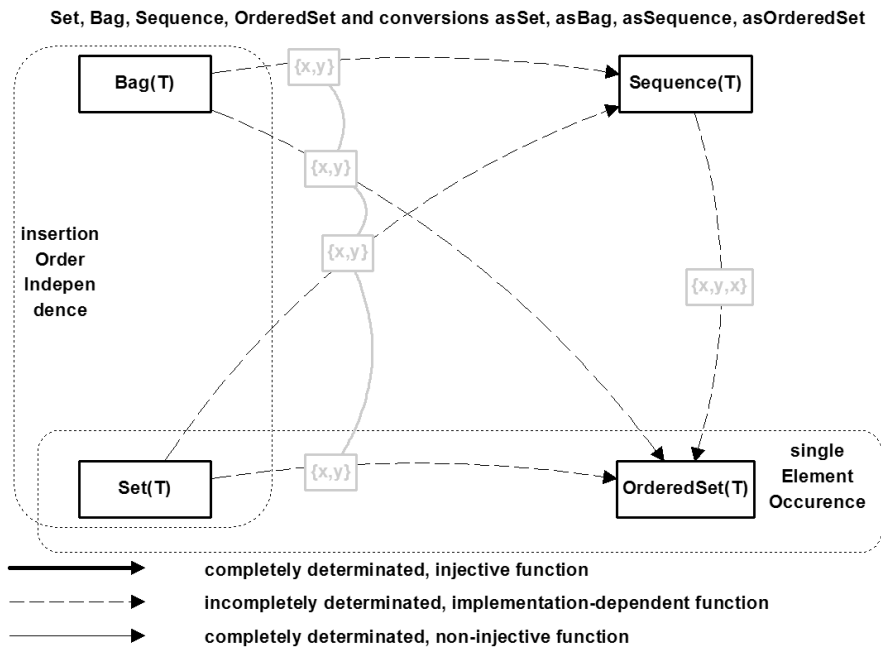 Set, Bag, Sequence, OrderedSet and conversions asSet, asBag, asSequence, asOrderedSet
{x,y}
Bag(T)
Sequence(T)
{x,y}
insertion
Order
Indepen
dence
{x,y}
{x,y,x}
single
Element
Occurence
Set(T)
{x,y}
OrderedSet(T)
completely determinated, injective function
incompletely determinated, implementation-dependent function
completely determinated, non-injective function